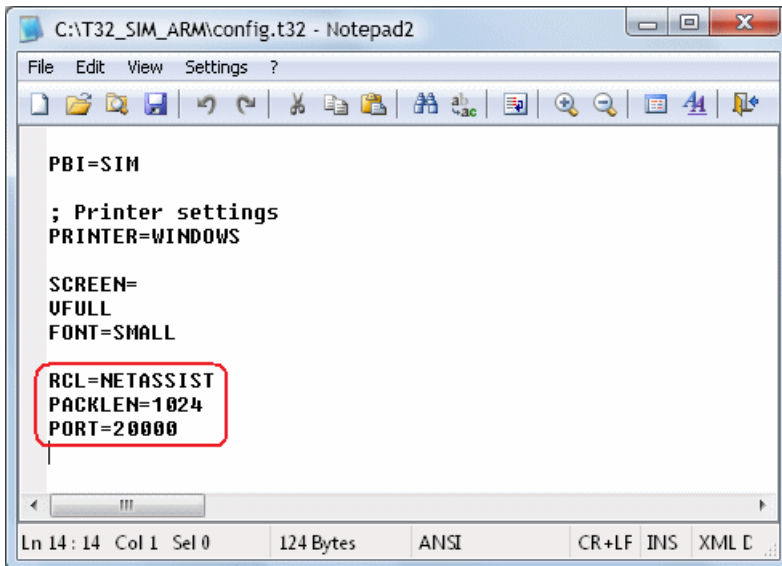 C:\T32_SIM_ARM\config.t32 - Notepad2
File Edit View Settings ?
PBI=SIM
; Printer settings
PRINTER=WINDOWS
SCREEN=
VFULL
FONT=SMALL
RCL=NETASSIST
PACKLEN=1024
PORT=20000
Ln 14 : 14 Col 1 Sel 0 124 Bytes ANSI CR+LF INS XML D